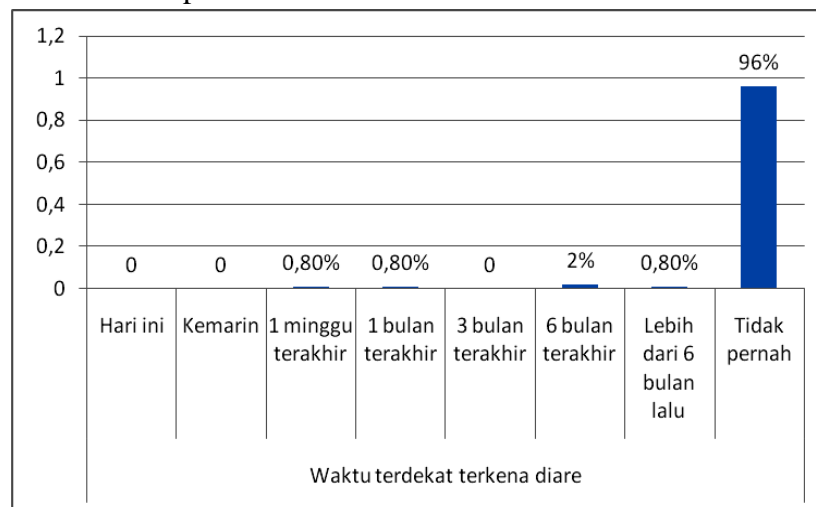 1,2
1
0,8
0,6
0,4
0,2
0
0
0
0,80%
0,80%
0
2%
0,80%
96%
Hari ini
Kemarin
1 minggu
terakhir
1 bulan
terakhir
3 bulan
terakhir
6 bulan
terakhir
Lebih
dari 6
bulan
lalu
Tidak
pernah
Waktu terdekat terkena diare